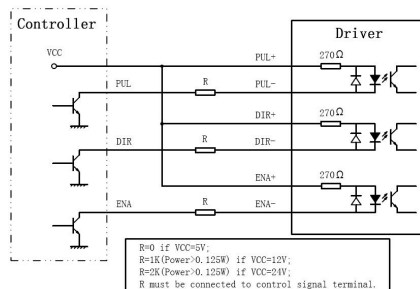 Controller
Driver
VCC
PUL+
270Ω
PUL
R
PUL-
DIR+
270Ω
DIR
R
DIR-
ENA+
270Ω
ENA
R
ENA-
R=0 if VCC=5V;
R=1K(Power>0.125W) if VCC=12V;
R=2K(Power>0.125W) if VCC=24V;
R must be connected to control signal terminal.